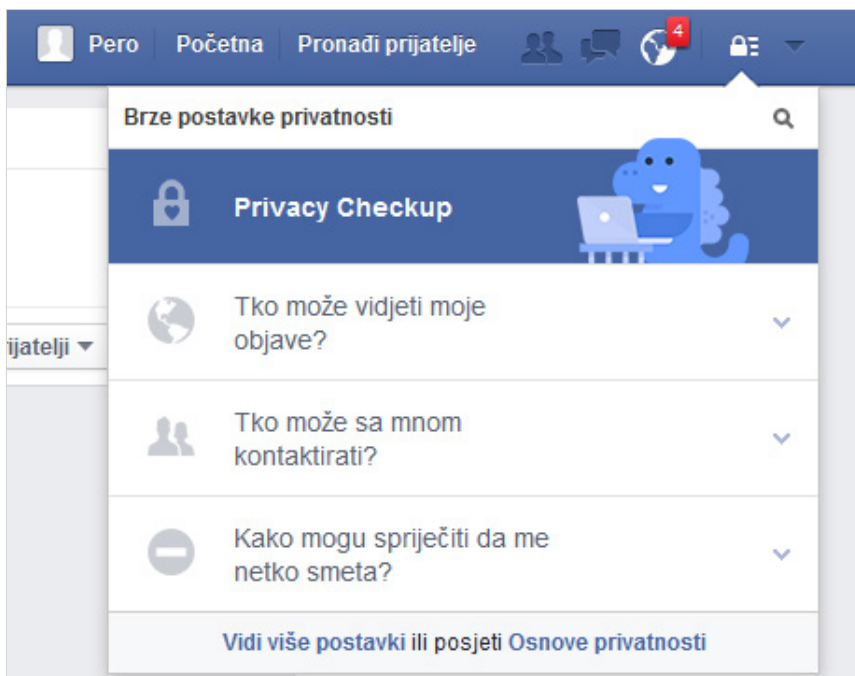 Pero Početna Pronađi prijatelje 4
Brze postavke privatnosti
Privacy Checkup
Tko može vidjeti moje
objave?
ijatelji
Tko može sa mnom
kontaktirati?
Kako mogu spriječiti da me
netko smeta?
Vidi više postavki ili posjeti Osnove privatnosti